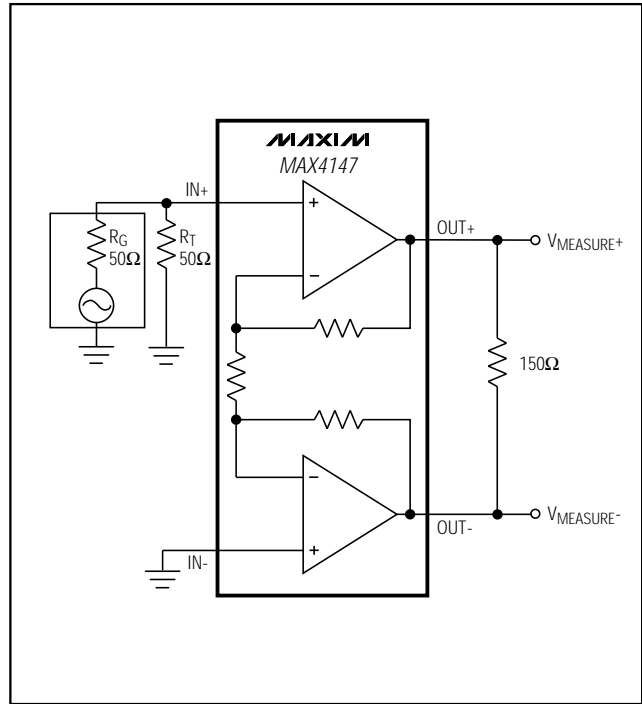 MAXIM
MAX4147
IN+
RG
50Ω
RT
50Ω
+
−
OUT+
VMEASURE+
150Ω
−
+
IN-
OUT-
VMEASURE-